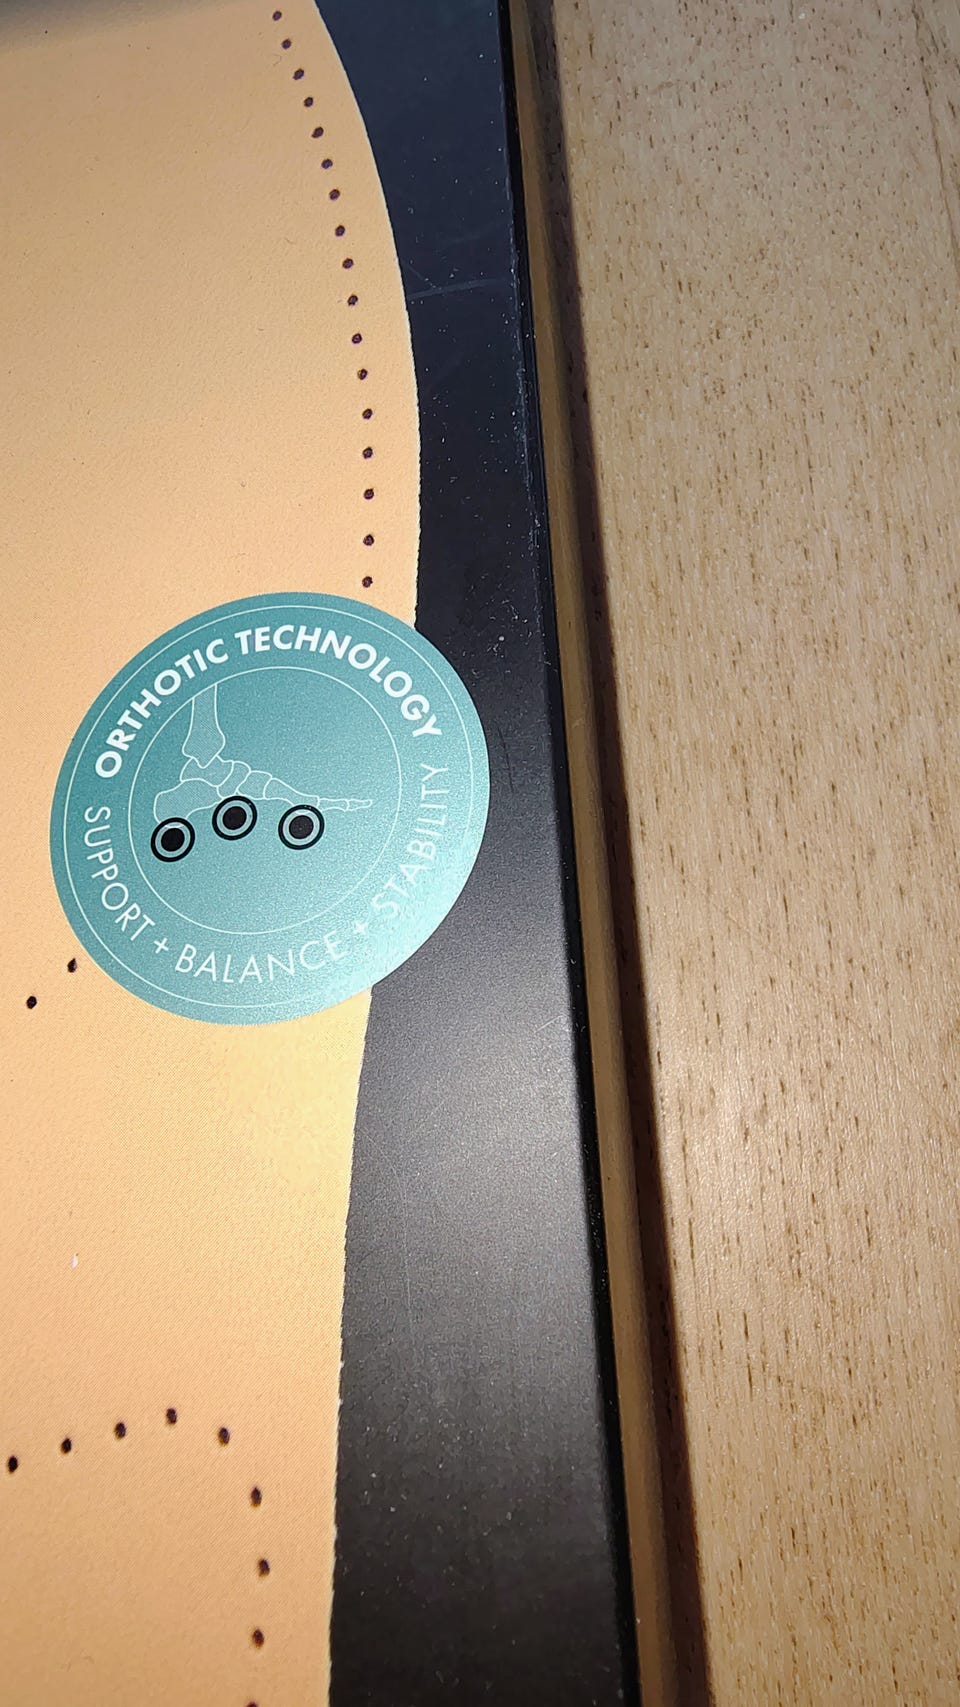 ORTHOTIC TECHNOLOGY
SUPPORT + BALANCE + STABILITY